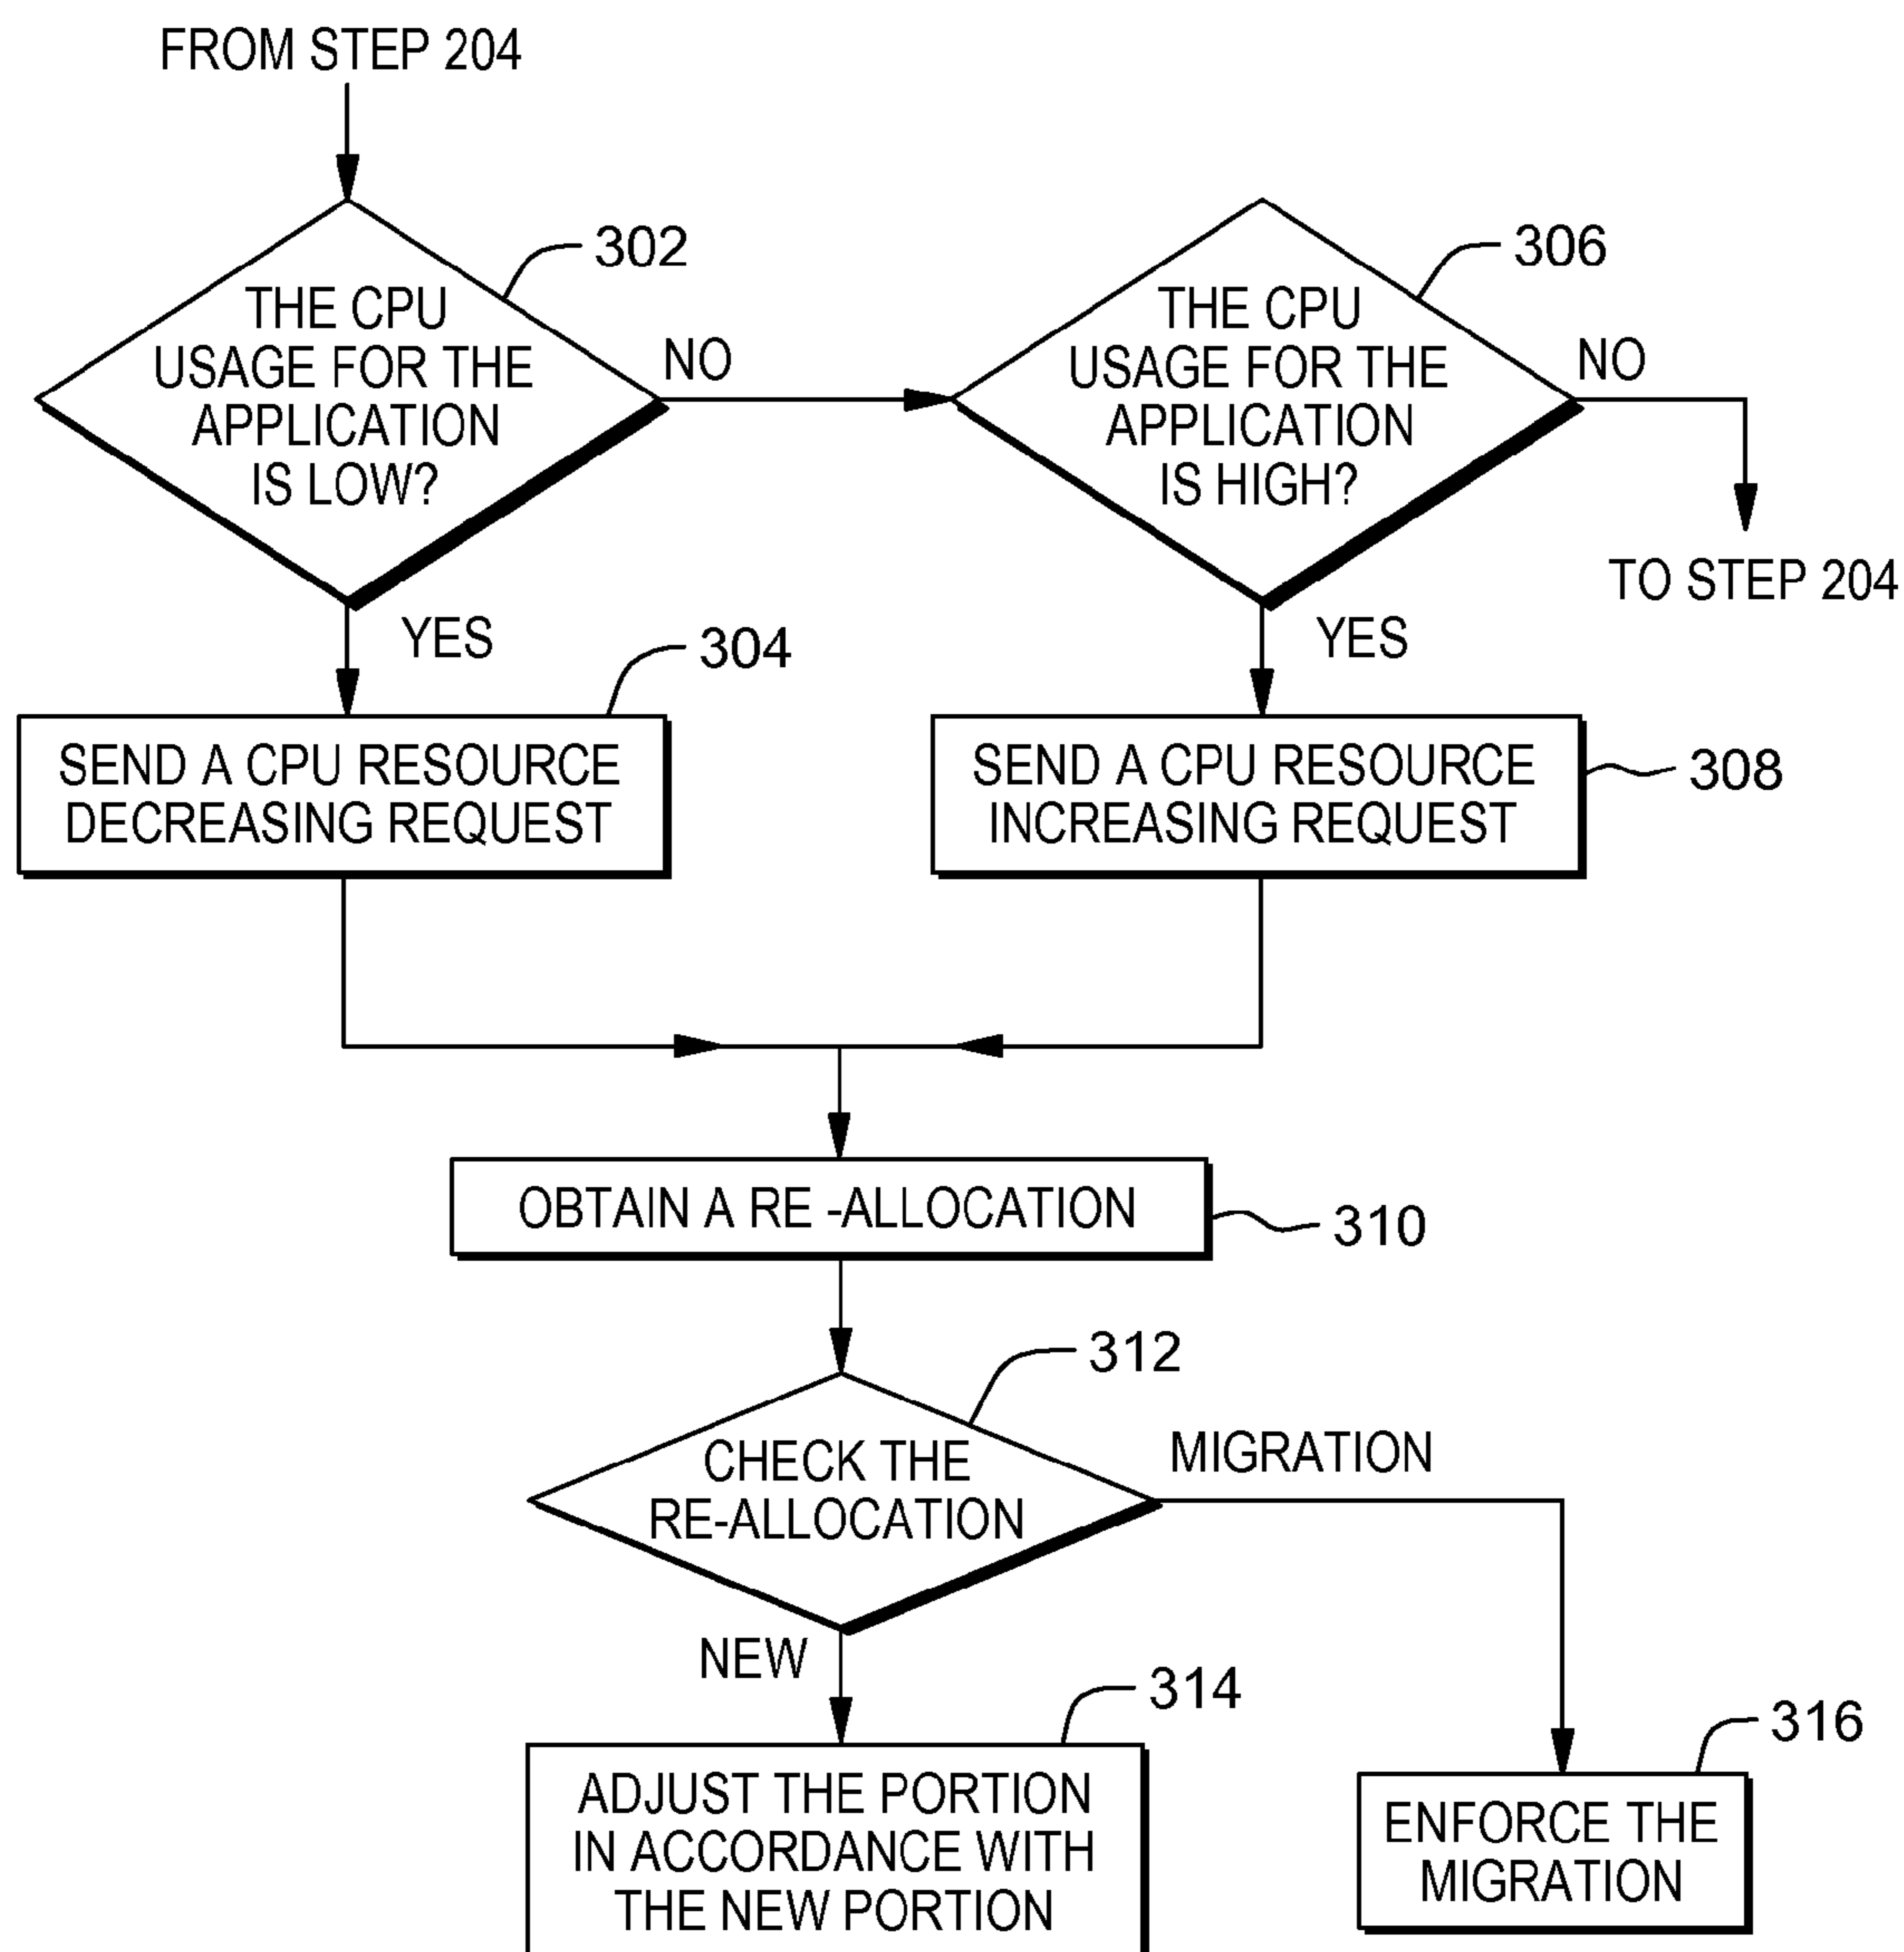 FROM STEP 204
302
THE CPU
USAGE FOR THE
APPLICATION
IS LOW?
NO
306
THE CPU
USAGE FOR THE
APPLICATION
IS HIGH?
NO
TO STEP 204
YES
304
SEND A CPU RESOURCE
DECREASING REQUEST
YES
SEND A CPU RESOURCE
INCREASING REQUEST
308
OBTAIN A RE -ALLOCATION
310
312
CHECK THE
RE-ALLOCATION
MIGRATION
NEW
314
ADJUST THE PORTION
IN ACCORDANCE WITH
THE NEW PORTION
316
ENFORCE THE
MIGRATION